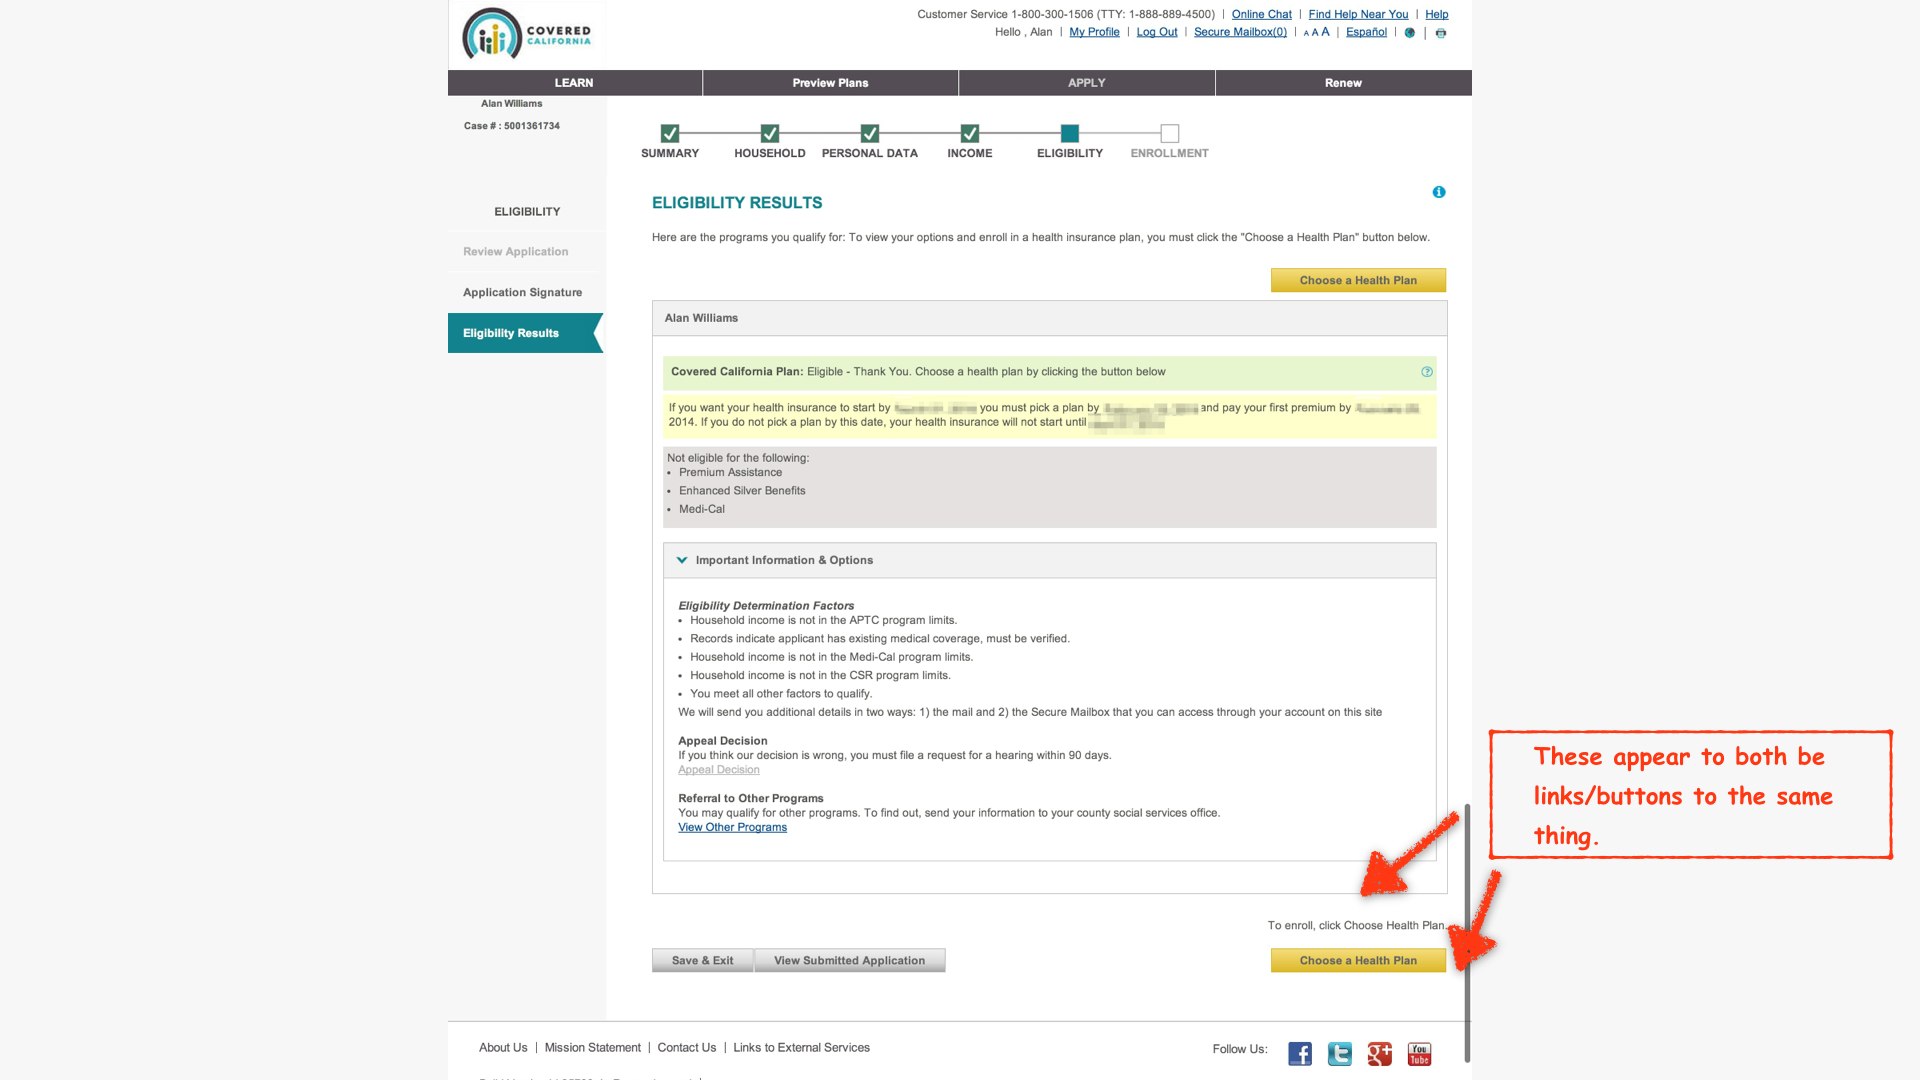 COVERED
CALIFORNIA
Customer Service 1-800-300-1506 (TTY: 1-888-889-4500) | Online Chat | Find Help Near You | Help
Hello , Alan | My Profile | Log Out | Secure Mailbox(0) | A A A | Español | |
LEARN Preview Plans APPLY Renew
Alan Williams
Case # : 5001361734
SUMMARY HOUSEHOLD PERSONAL DATA INCOME ELIGIBILITY ENROLLMENT
ELIGIBILITY
Review Application
Application Signature
Eligibility Results
ELIGIBILITY RESULTS
Here are the programs you qualify for: To view your options and enroll in a health insurance plan, you must click the "Choose a Health Plan" button below.
Choose a Health Plan
Alan Williams
Covered California Plan: Eligible - Thank You. Choose a health plan by clicking the button below
If you want your health insurance to start by you must pick a plan by and pay your first premium by
2014. If you do not pick a plan by this date, your health insurance will not start until
Not eligible for the following:
• Premium Assistance
• Enhanced Silver Benefits
• Medi-Cal
Important Information & Options
Eligibility Determination Factors
• Household income is not in the APTC program limits.
• Records indicate applicant has existing medical coverage, must be verified.
• Household income is not in the Medi-Cal program limits.
• Household income is not in the CSR program limits.
• You meet all other factors to qualify.
We will send you additional details in two ways: 1) the mail and 2) the Secure Mailbox that you can access through your account on this site
Appeal Decision
If you think our decision is wrong, you must file a request for a hearing within 90 days.
Appeal Decision
Referral to Other Programs
You may qualify for other programs. To find out, send your information to your county social services office.
View Other Programs
These appear to both be
links/buttons to the same
thing.
To enroll, click Choose Health Plan.
Save & Exit View Submitted Application Choose a Health Plan
About Us | Mission Statement | Contact Us | Links to External Services
Follow Us: You Tube